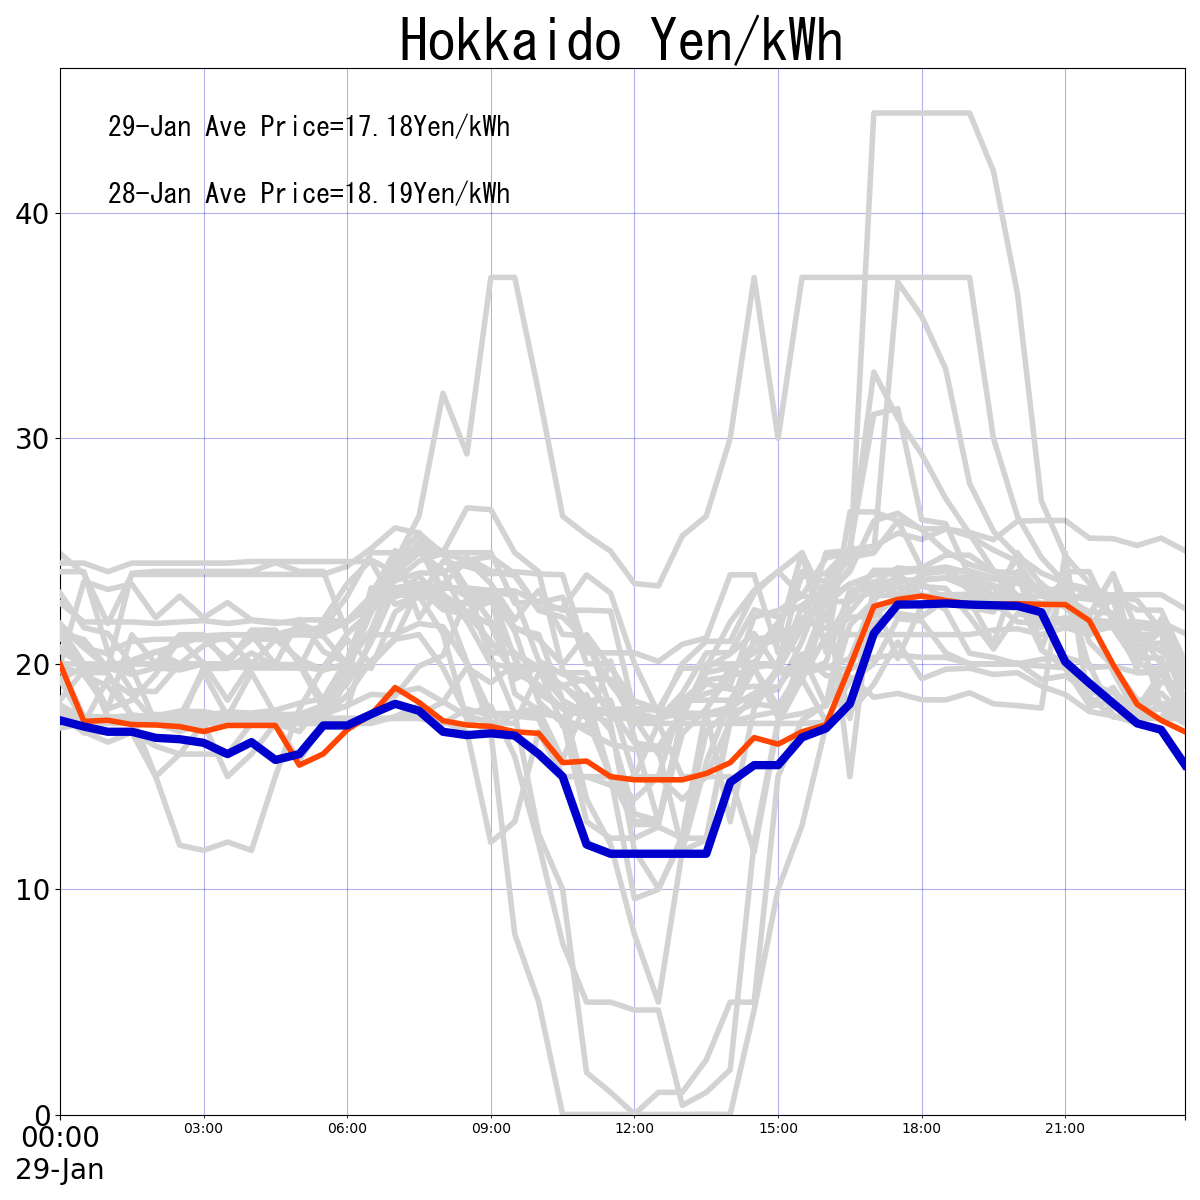 Hokkaido Yen/kWh
29-Jan Ave Price=17.18Yen/kWh
28-Jan Ave Price=18.19Yen/kWh
40
30
20
10
0
00:00 03:00 06:00 09:00 12:00 15:00 18:00 21:00
29-Jan